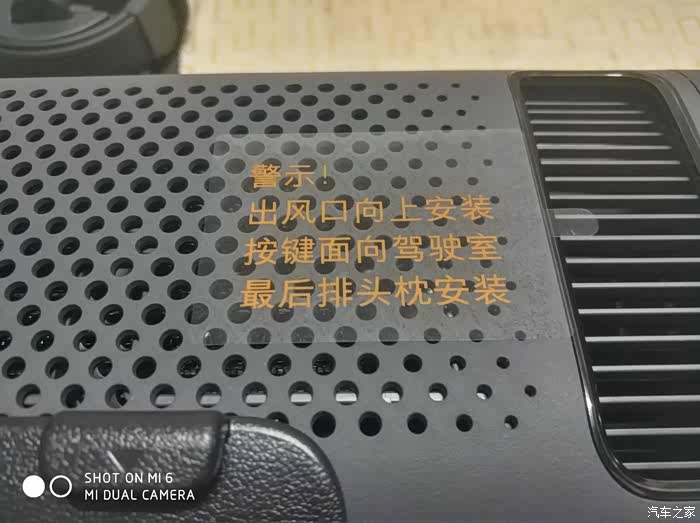 警示!
出风口向上安装
按键面向驾驶室
最后排头枕安装
SHOT ON MI 6
MI DUAL CAMERA
汽车之家